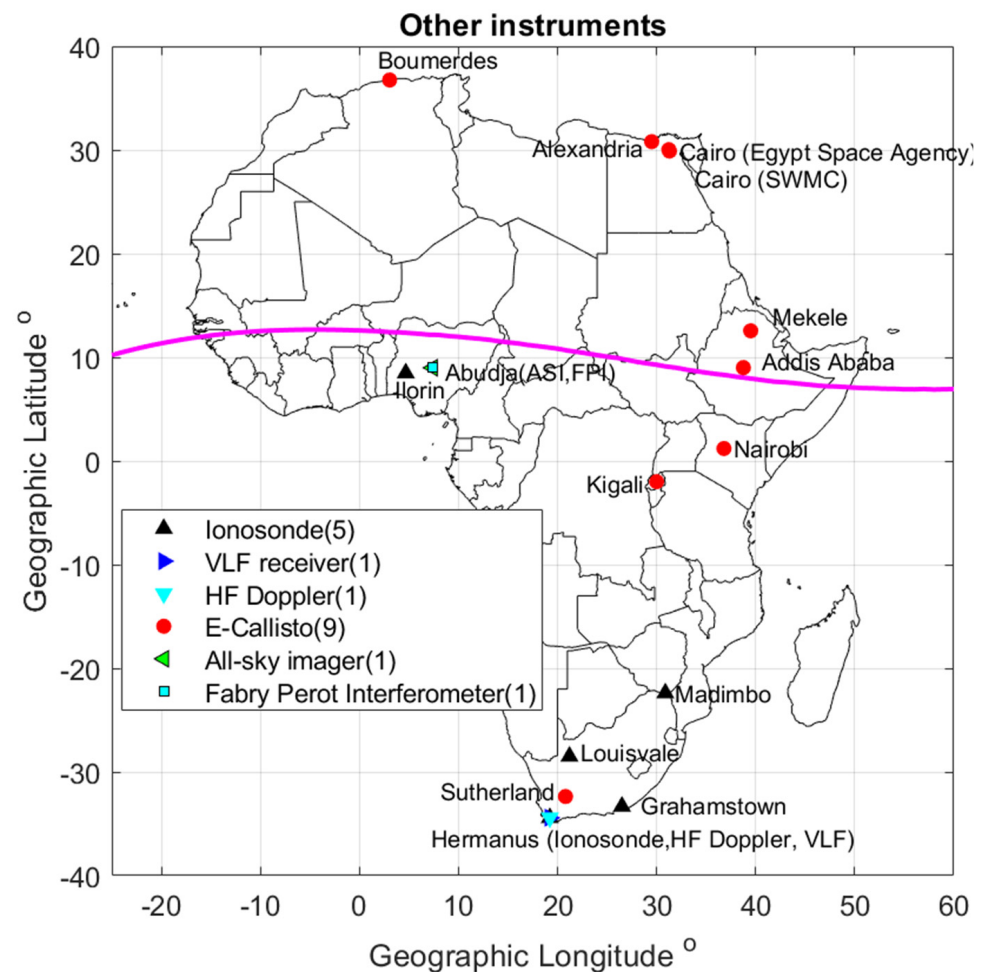 Other instruments
40
30
20
10
0
-10
-20
-30
-40
Geographic Latitude o
Boumerdes
Alexandria
Cairo (Egypt Space Agency)
Cairo (SWMC)
Mekele
Addis Ababa
Abudja(ASI,FPI)
Ilorin
Nairobi
Kigali
Ionosonde(5)
VLF receiver(1)
HF Doppler(1)
E-Callisto(9)
All-sky imager(1)
Fabry Perot Interferometer(1)
Madimbo
Louisvale
Sutherland
Grahamstown
Hermanus (Ionosonde,HF Doppler, VLF)
-20 -10 0 10 20 30 40 50 60
Geographic Longitude o